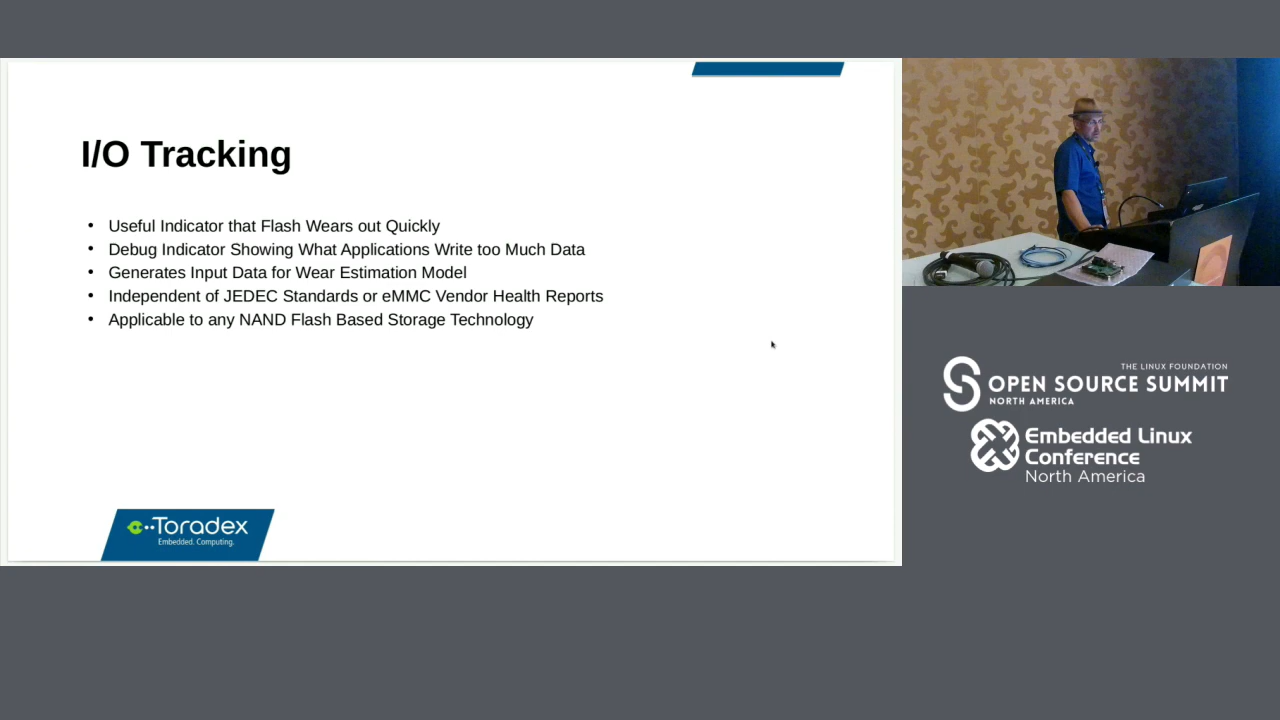 I/O Tracking
• Useful Indicator that Flash Wears out Quickly
• Debug Indicator Showing What Applications Write too Much Data
• Generates Input Data for Wear Estimation Model
• Independent of JEDEC Standards or eMMC Vendor Health Reports
• Applicable to any NAND Flash Based Storage Technology
Toradex
Embedded. Computing.
THE LINUX FOUNDATION
OPEN SOURCE SUMMIT
NORTH AMERICA
Embedded Linux
Conference
North America